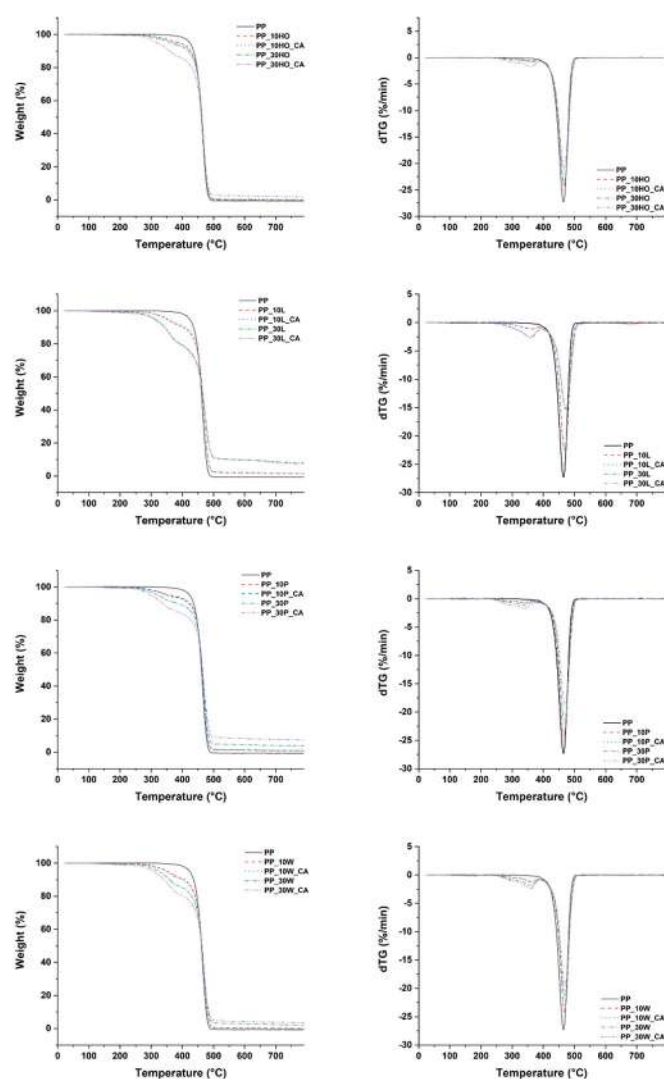 100
80
60
40
20
0
Weight (%)
PP
PP_10HO
PP_10HO_CA
PP_30HO
PP_30HO_CA
0 100 200 300 400 500 600 700
Temperature (°C)
5
0
-5
-10
-15
-20
-25
-30
dTG (%/min)
PP
PP_10HO
PP_10HO_CA
PP_30HO
PP_30HO_CA
0 100 200 300 400 500 600 700
Temperature (°C)
100
80
60
40
20
0
Weight (%)
PP
PP_10L
PP_10L_CA
PP_30L
PP_30L_CA
0 100 200 300 400 500 600 700
Temperature (°C)
5
0
-5
-10
-15
-20
-25
-30
dTG (%/min)
PP
PP_10L
PP_10L_CA
PP_30L
PP_30L_CA
0 100 200 300 400 500 600 700
Temperature (°C)
100
80
60
40
20
0
Weight (%)
PP
PP_10P
PP_10P_CA
PP_30P
PP_30P_CA
0 100 200 300 400 500 600 700
Temperature (°C)
5
0
-5
-10
-15
-20
-25
-30
dTG (%/min)
PP
PP_10P
PP_10P_CA
PP_30P
PP_30P_CA
0 100 200 300 400 500 600 700
Temperature (°C)
100
80
60
40
20
0
Weight (%)
PP
PP_10W
PP_10W_CA
PP_30W
PP_30W_CA
0 100 200 300 400 500 600 700
Temperature (°C)
5
0
-5
-10
-15
-20
-25
-30
dTG (%/min)
PP
PP_10W
PP_10W_CA
PP_30W
PP_30W_CA
0 100 200 300 400 500 600 700
Temperature (°C)